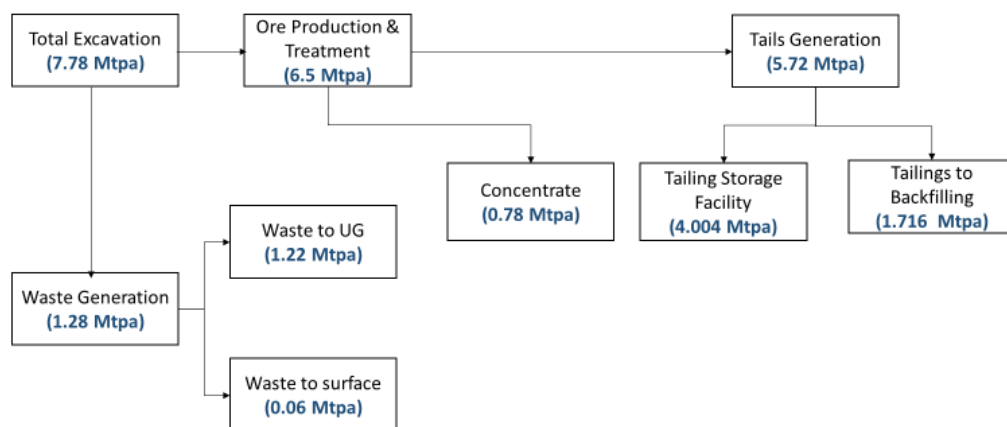 Total Excavation
(7.78 Mtpa)
Ore Production &
Treatment
(6.5 Mtpa)
Tails Generation
(5.72 Mtpa)
Concentrate
(0.78 Mtpa)
Tailing Storage
Facility
(4.004 Mtpa)
Tailings to
Backfilling
(1.716 Mtpa)
Waste to UG
(1.22 Mtpa)
Waste Generation
(1.28 Mtpa)
Waste to surface
(0.06 Mtpa)